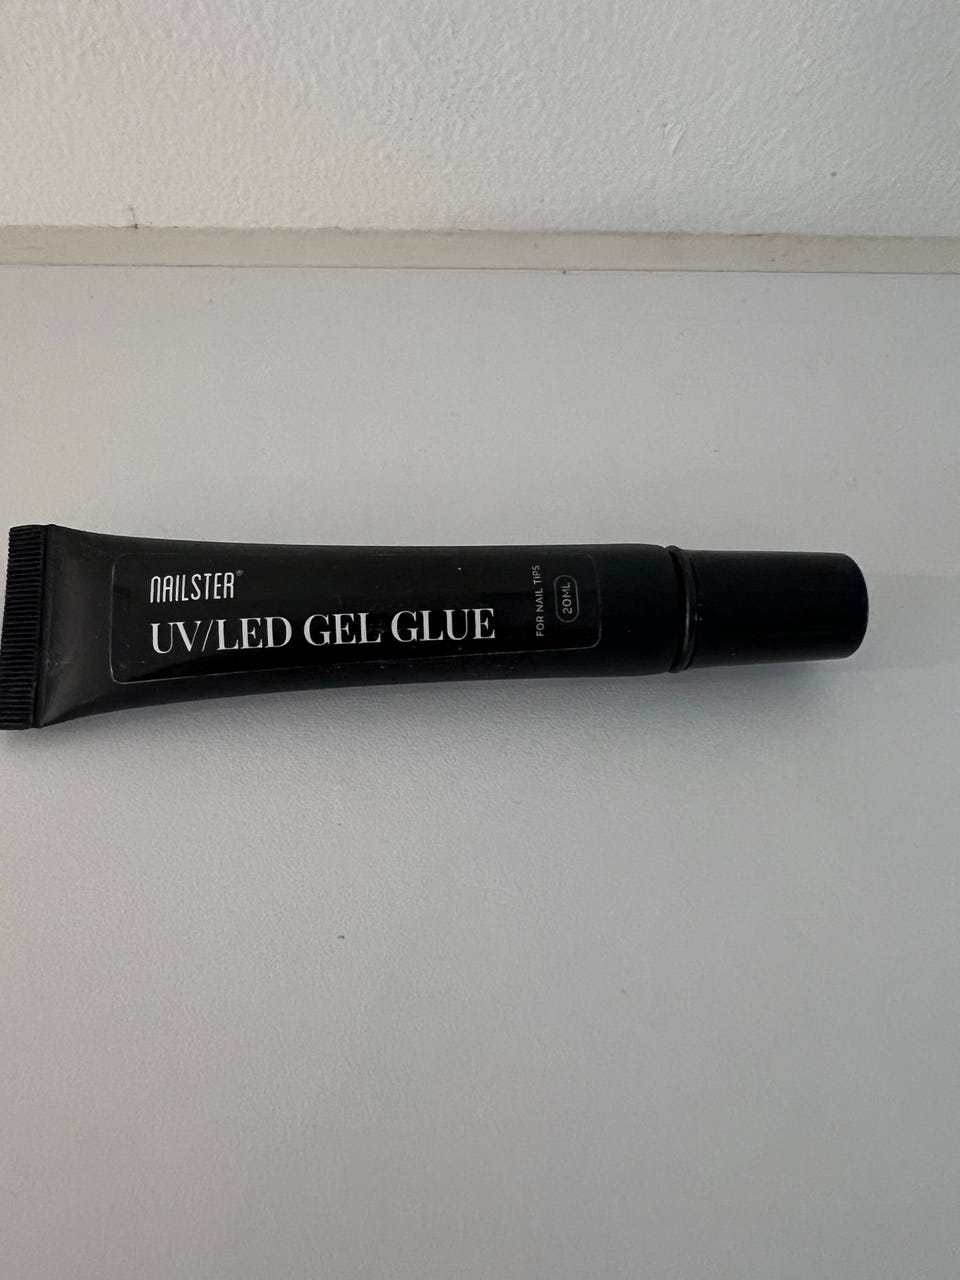 NAILSTER®
UV/LED GEL GLUE
FOR NAIL TIPS
20ML